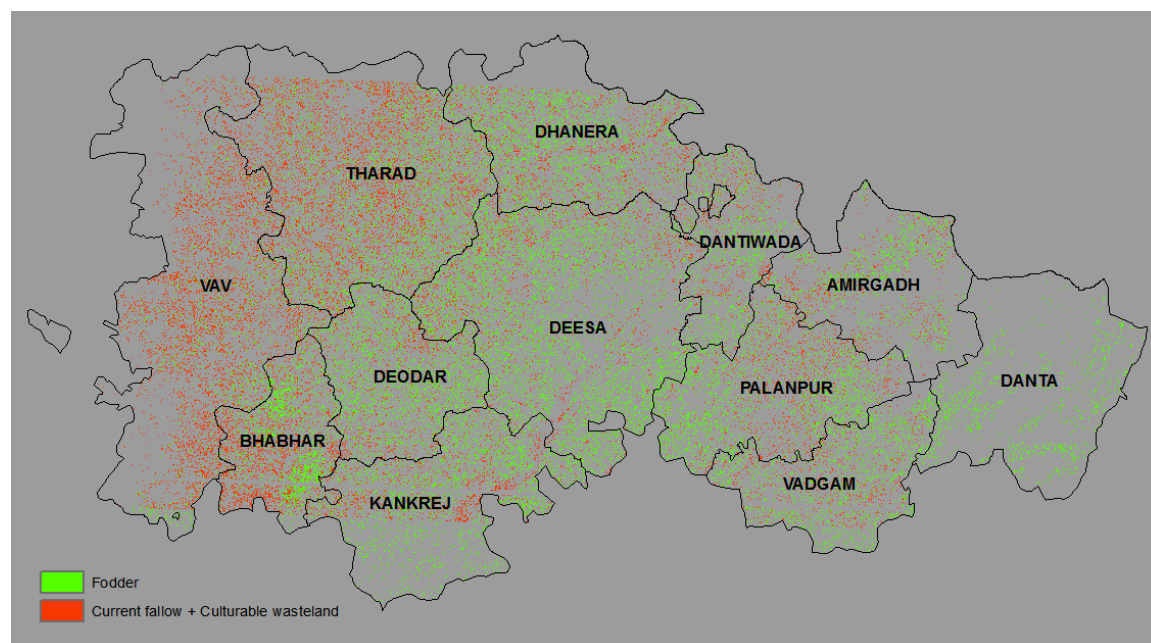 DHANERA
THARAD
DANTIWADA
VAV
AMIRGADH
DEESA
DEODAR
PALANPUR
DANTA
BHABHAR
VADGAM
KANKREJ
Fodder
Current fallow + Culturable wasteland